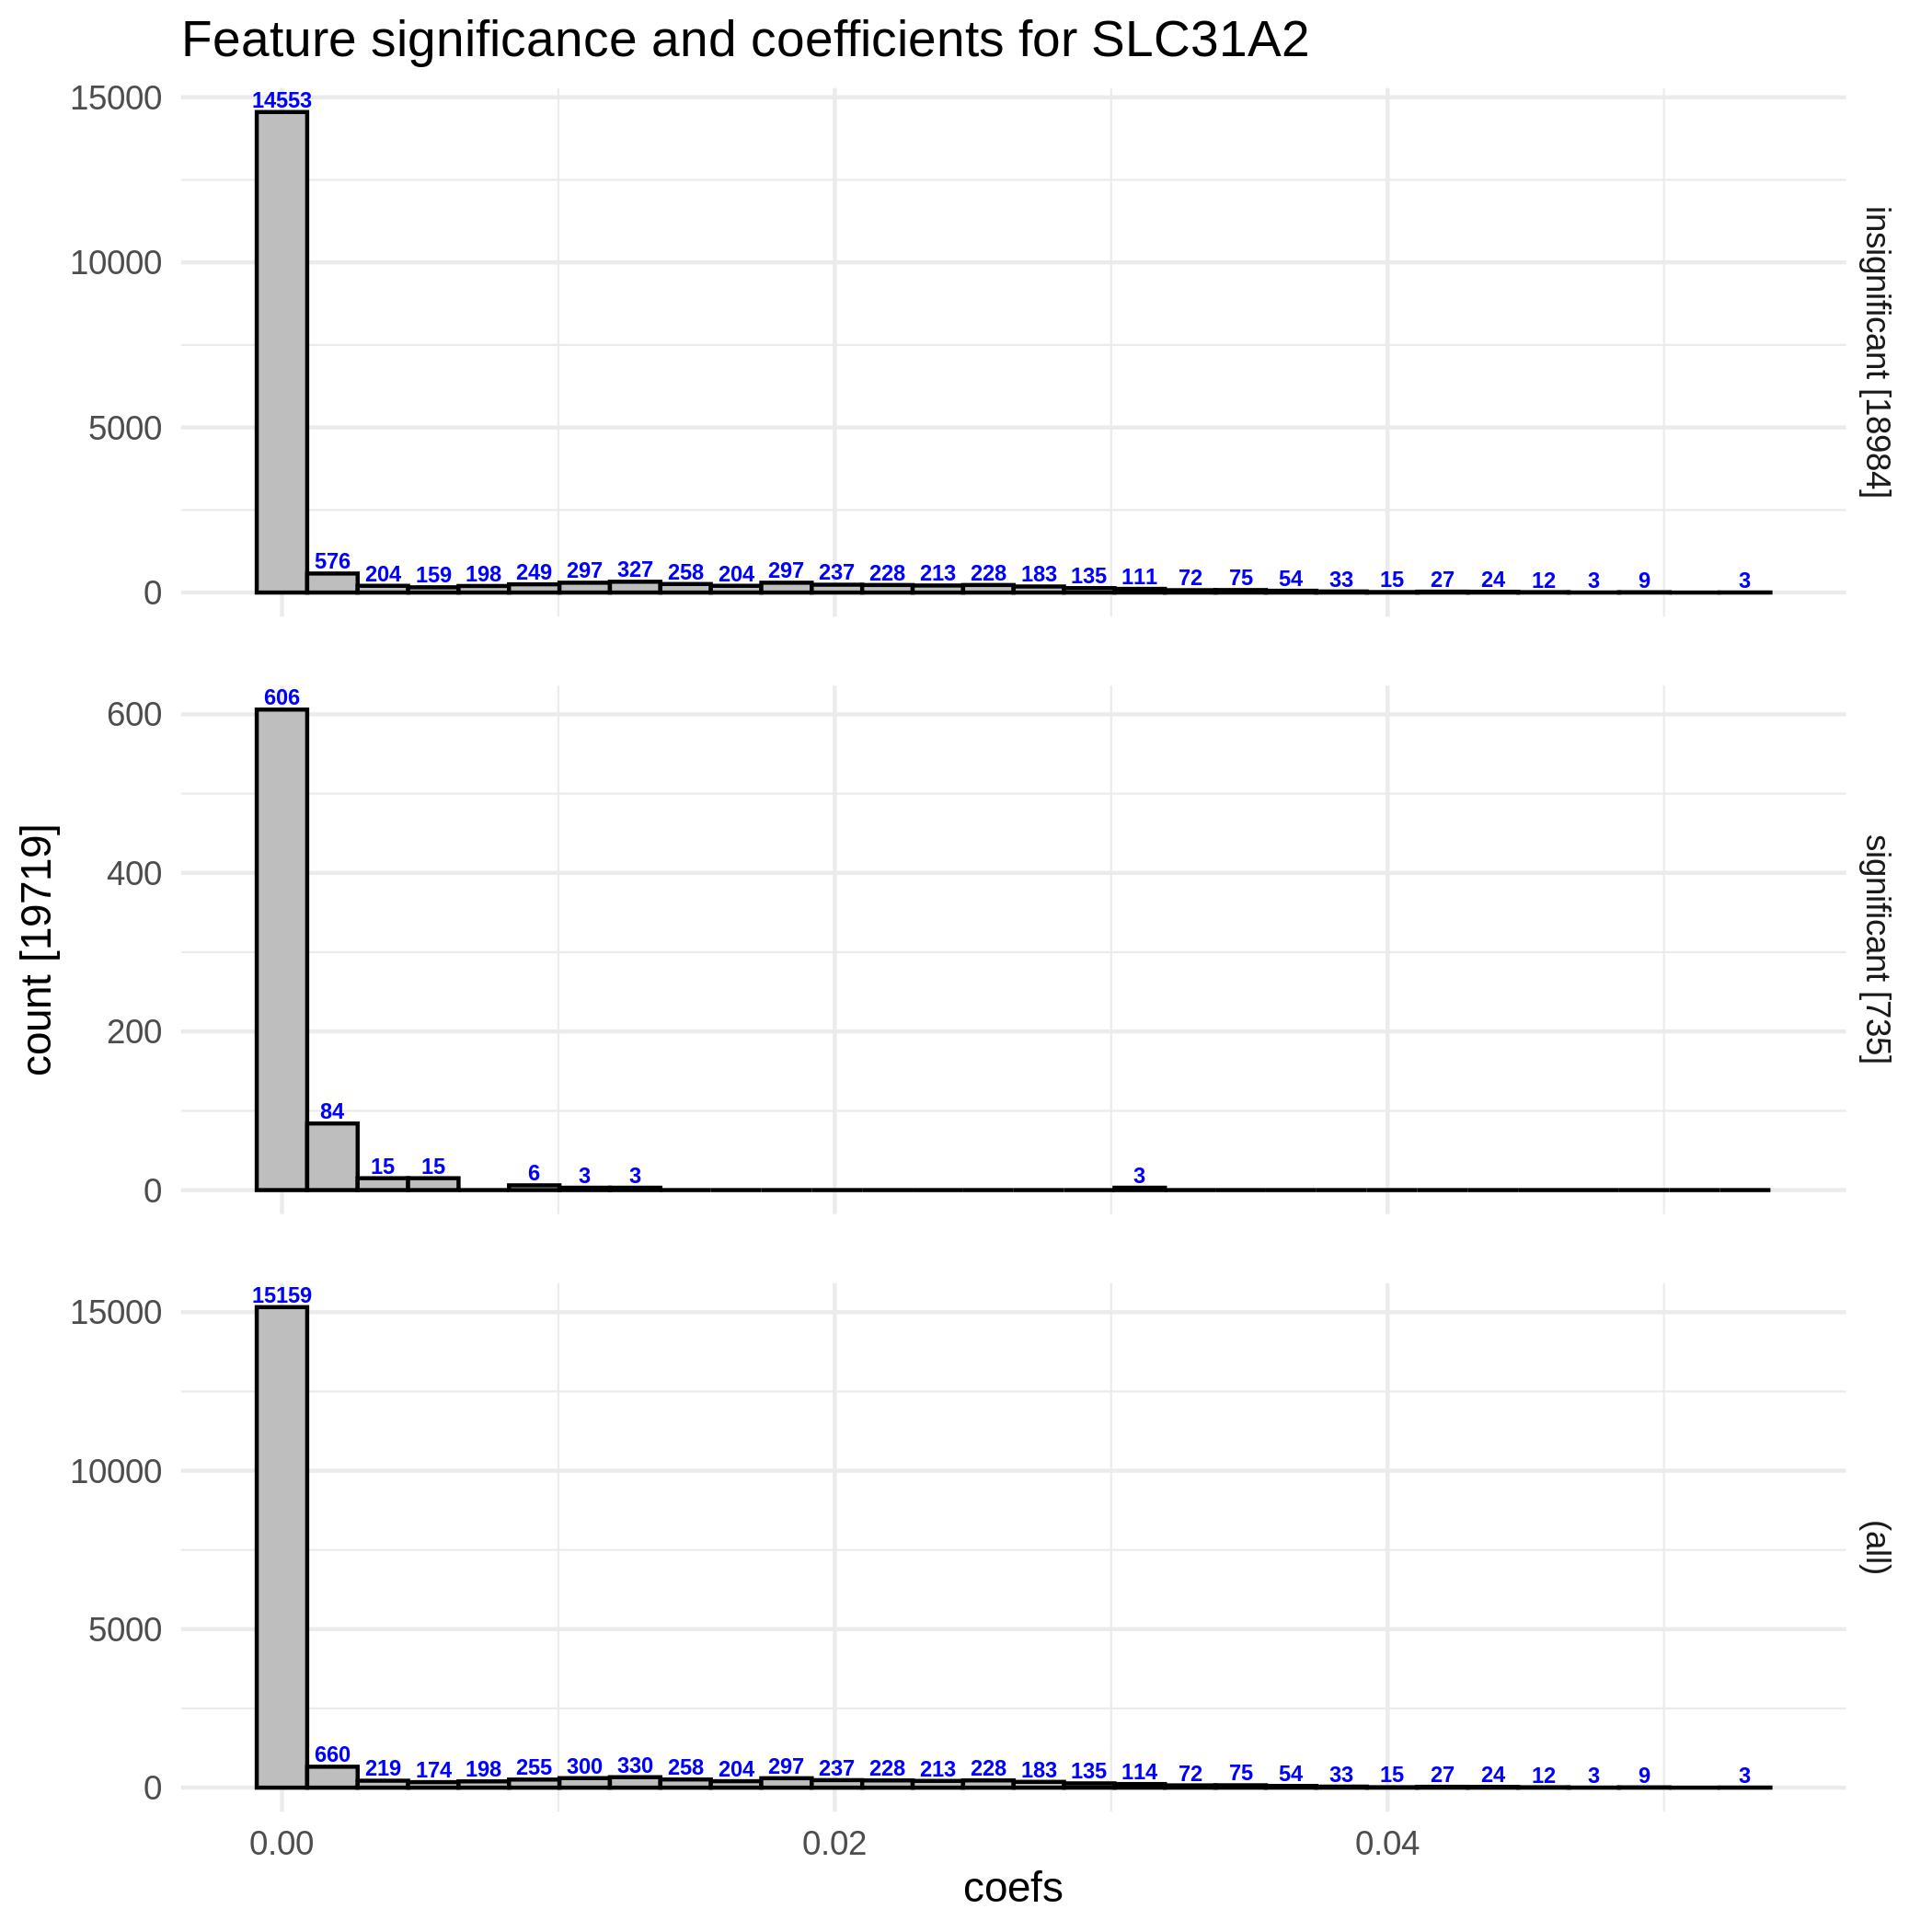 Feature significance and coefficients for SLC31A2
15000
10000
5000
0
14553
576 204 159 198 249 297 327 258 204 297 237 228 213 228 183 135 111 72 75 54 33 15 27 24 12 3 9 3
insignificant [18984]
count [19719]
600
400
200
0
606
84
15 15 6 3 3 3
significant [735]
15000
10000
5000
0
15159
660 219 174 198 255 300 330 258 204 297 237 228 213 228 183 135 114 72 75 54 33 15 27 24 12 3 9 3
(all)
0.00 0.02 0.04
coefs